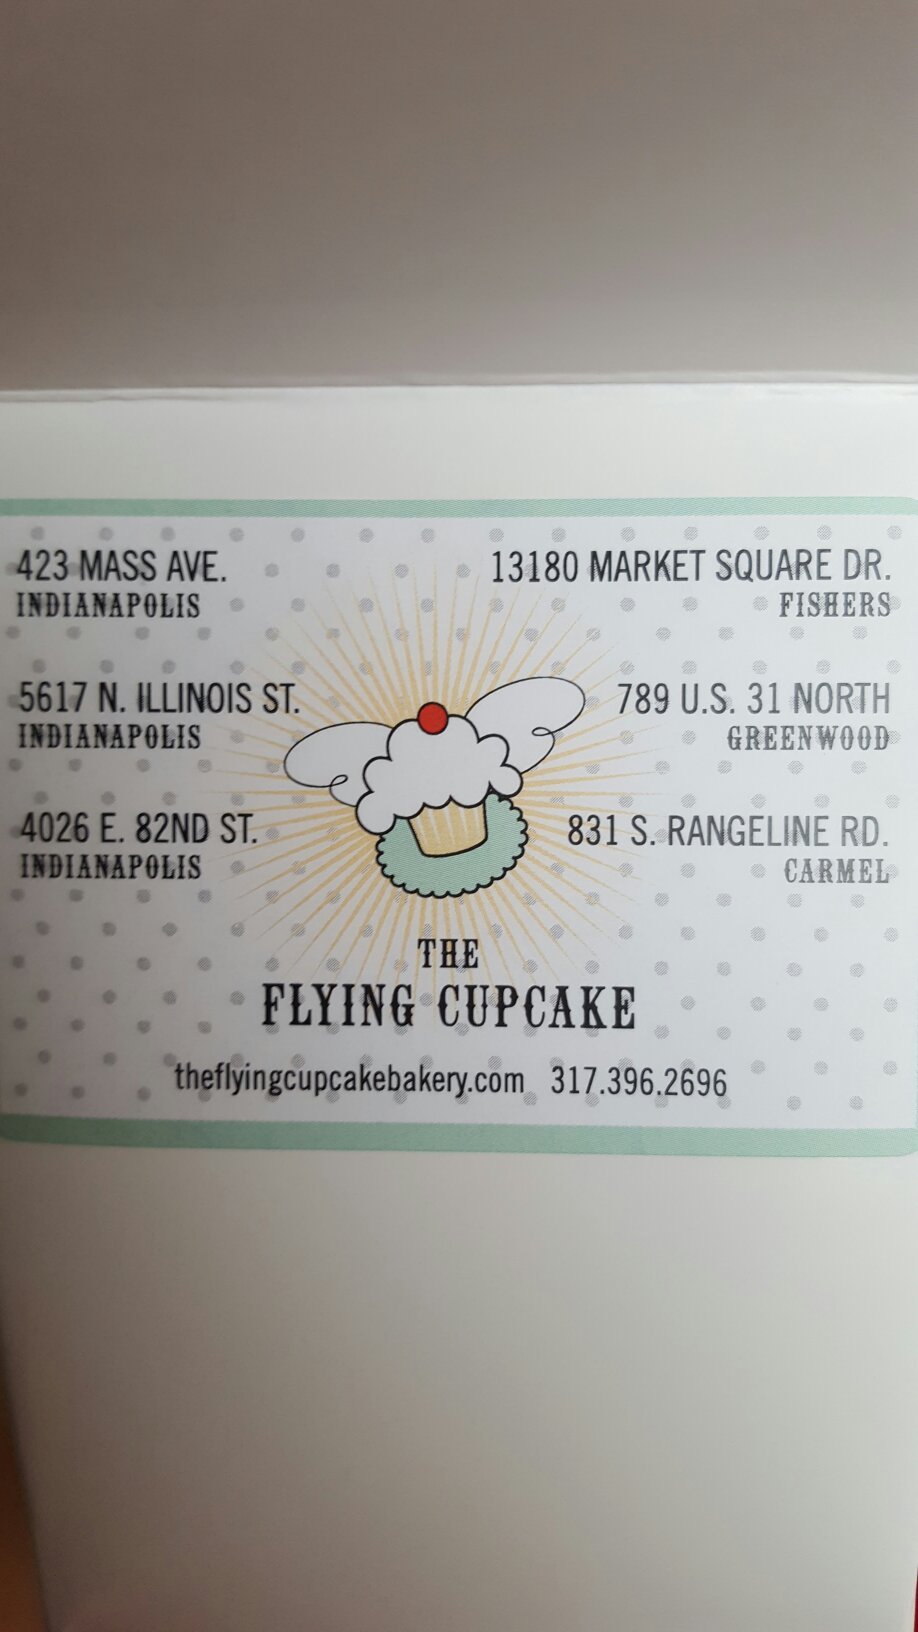 423 MASS AVE.
INDIANAPOLIS
5617 N. ILLINOIS ST.
INDIANAPOLIS
4026 E. 82ND ST.
INDIANAPOLIS
13180 MARKET SQUARE DR.
FISHERS
789 U.S. 31 NORTH
GREENWOOD
831 S. RANGELINE RD.
CARMEL
THE
FLYING CUPCAKE
theflyingcupcakebakery.com 317.396.2696